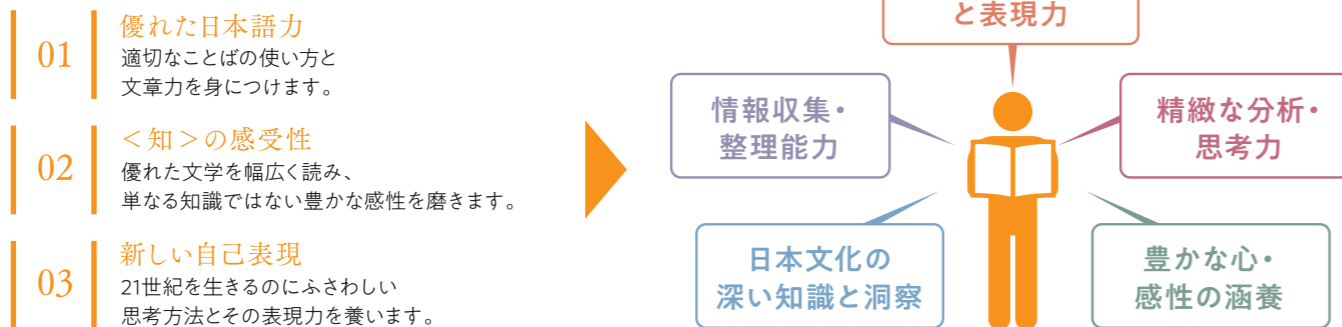 01
優れた日本語力
適切なことばの使い方と
文章力を身につけます。
02
＜知＞の感受性
優れた文学を幅広く読み、
単なる知識ではない豊かな感性を磨きます。
03
新しい自己表現
21世紀を生きるのにふさわしい
思考方法とその表現力を養います。
と表現力
情報収集・
整理能力
精緻な分析・
思考力
日本文化の
深い知識と洞察
豊かな心・
感性の涵養